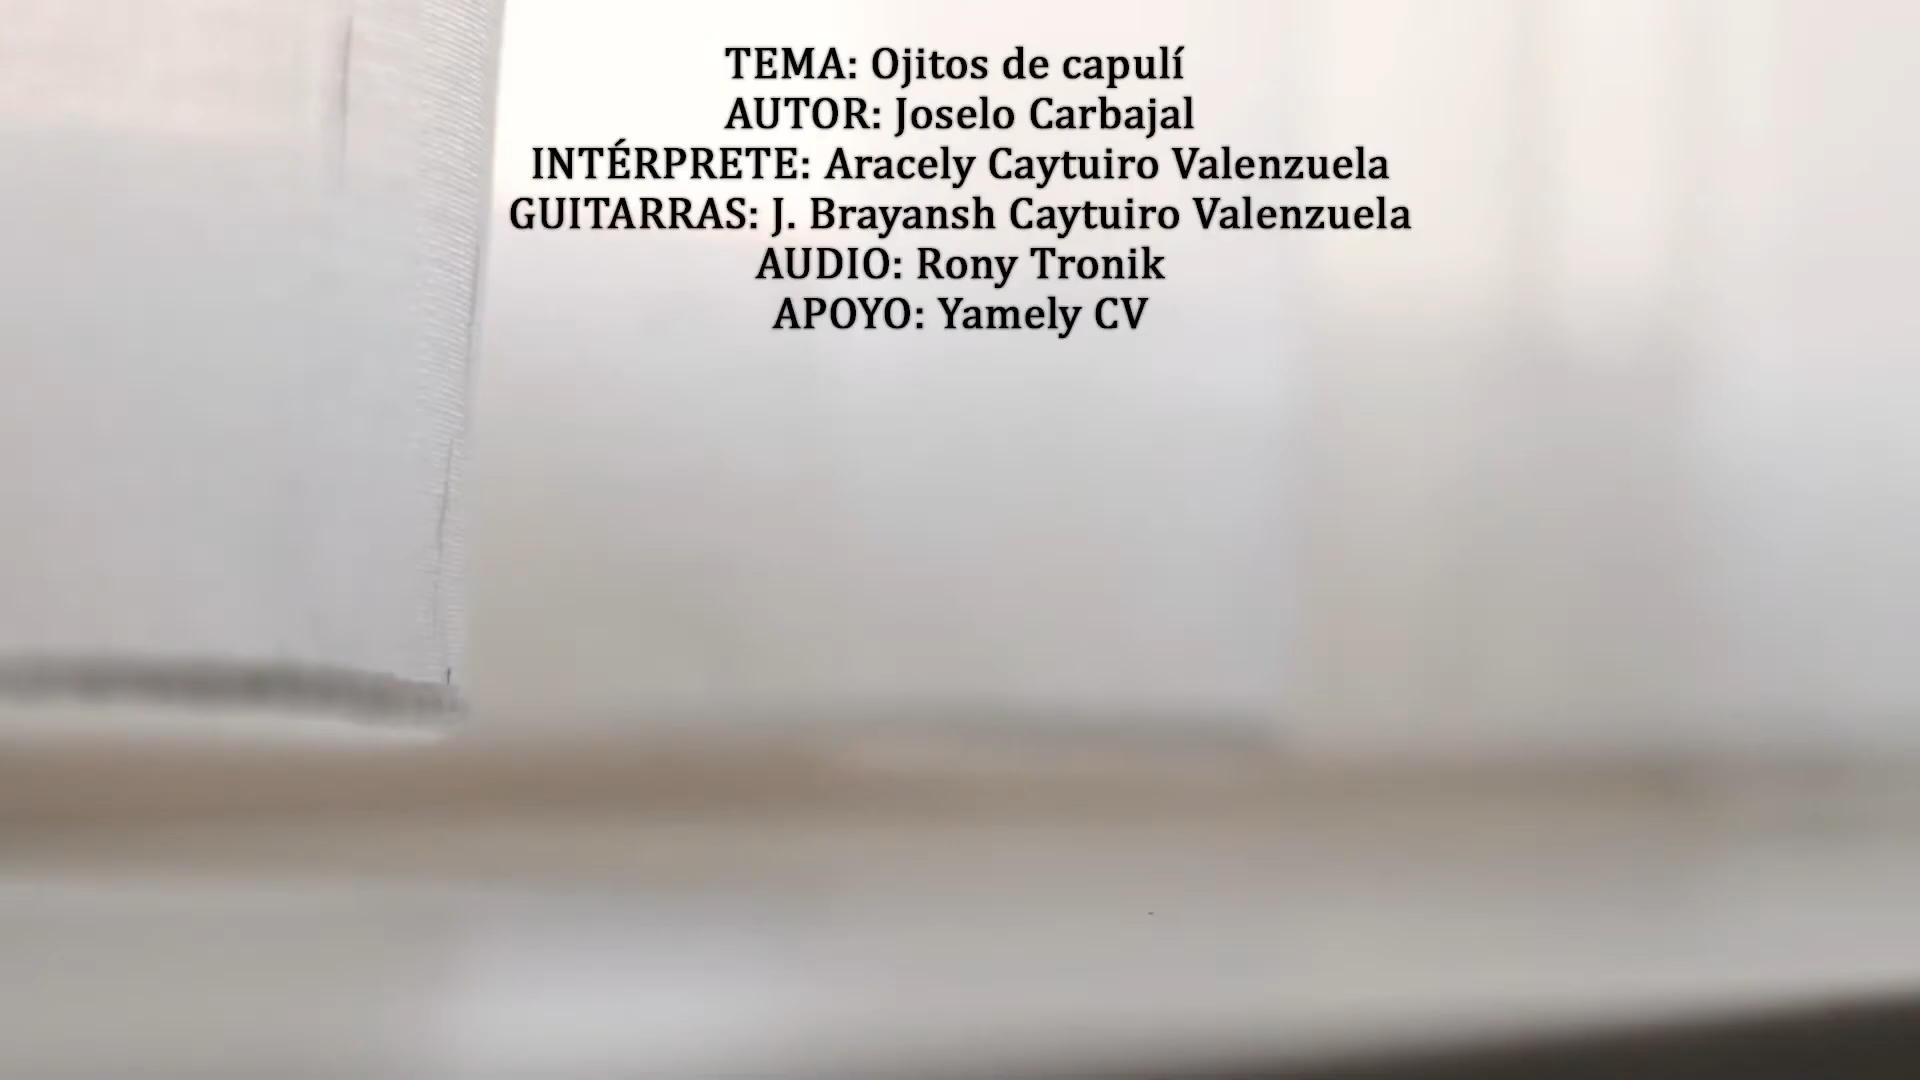 TEMA: Ojitos de capulí
AUTOR: Joselo Carbajal
INTÉRPRETE: Aracely Caytuiro Valenzuela
GUITARRAS: J. Brayansh Caytuiro Valenzuela
AUDIO: Rony Tronik
APOYO: Yamely CV